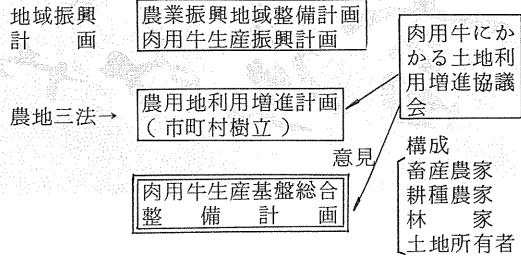 地域振興
計画
農業振興地域整備計画
肉用牛生産振興計画
肉用牛にか
かる土地利
用増進協議
会
農地三法→
農用地利用増進計画
(市町村樹立)
意見
肉用牛生産基盤総合
整備計画
構成
畜産農家
耕種農家
林家
土地所有者